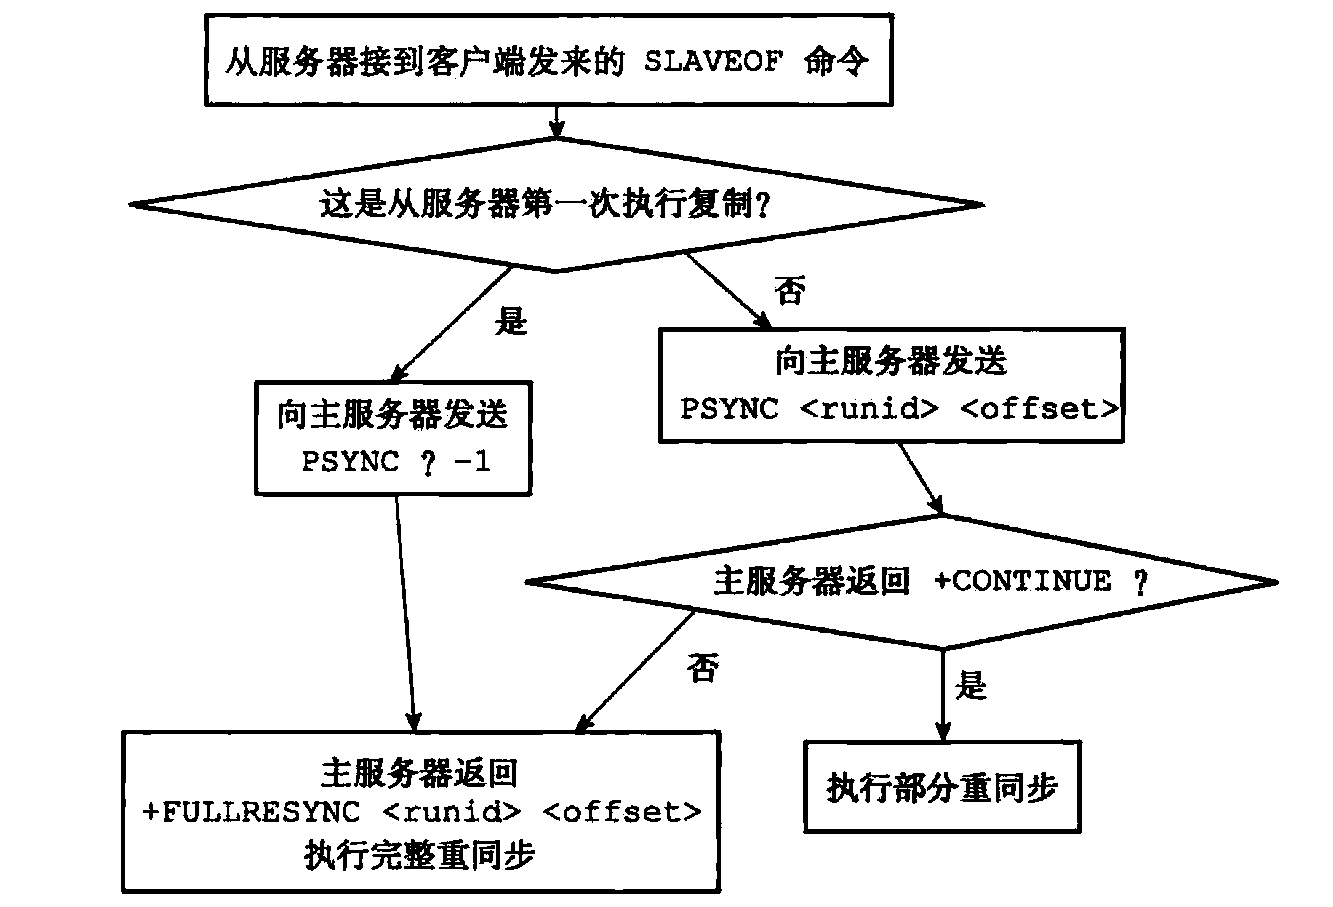 从服务器接到客户端发来的 SLAVEOF 命令
这是从服务器第一次执行复制?
是
否
向主服务器发送
PSYNC ? -1
向主服务器发送
PSYNC <runid> <offset>
主服务器返回 +CONTINUE ?
否
是
主服务器返回
+FULLRESYNC <runid> <offset>
执行完整重同步
执行部分重同步